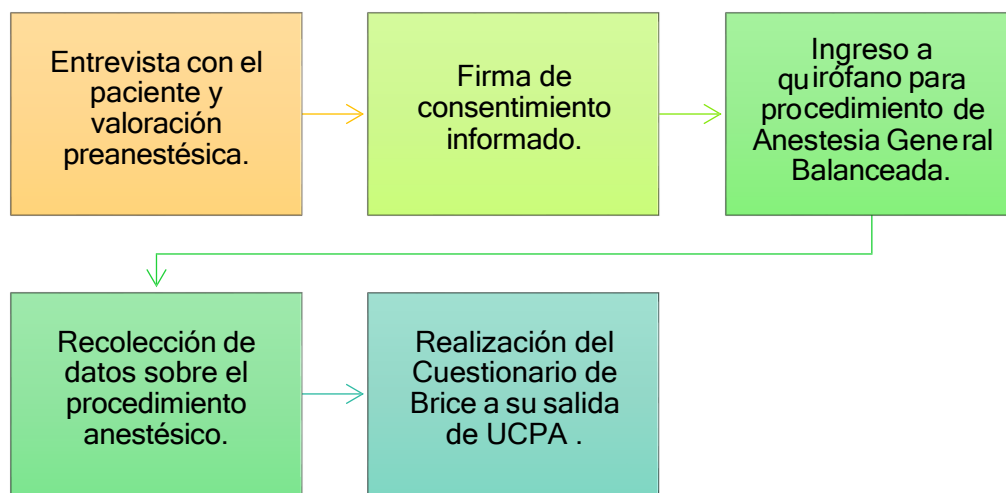 Entrevista con el
paciente y
valoración
preanestésica.
Firma de
consentimiento
informado.
Ingreso a
quirófano para
procedimiento de
Anestesia General
Balanceada.
Recolección de
datos sobre el
procedimiento
anestésico.
Realización del
Cuestionario de
Brice a su salida
de UCPA .